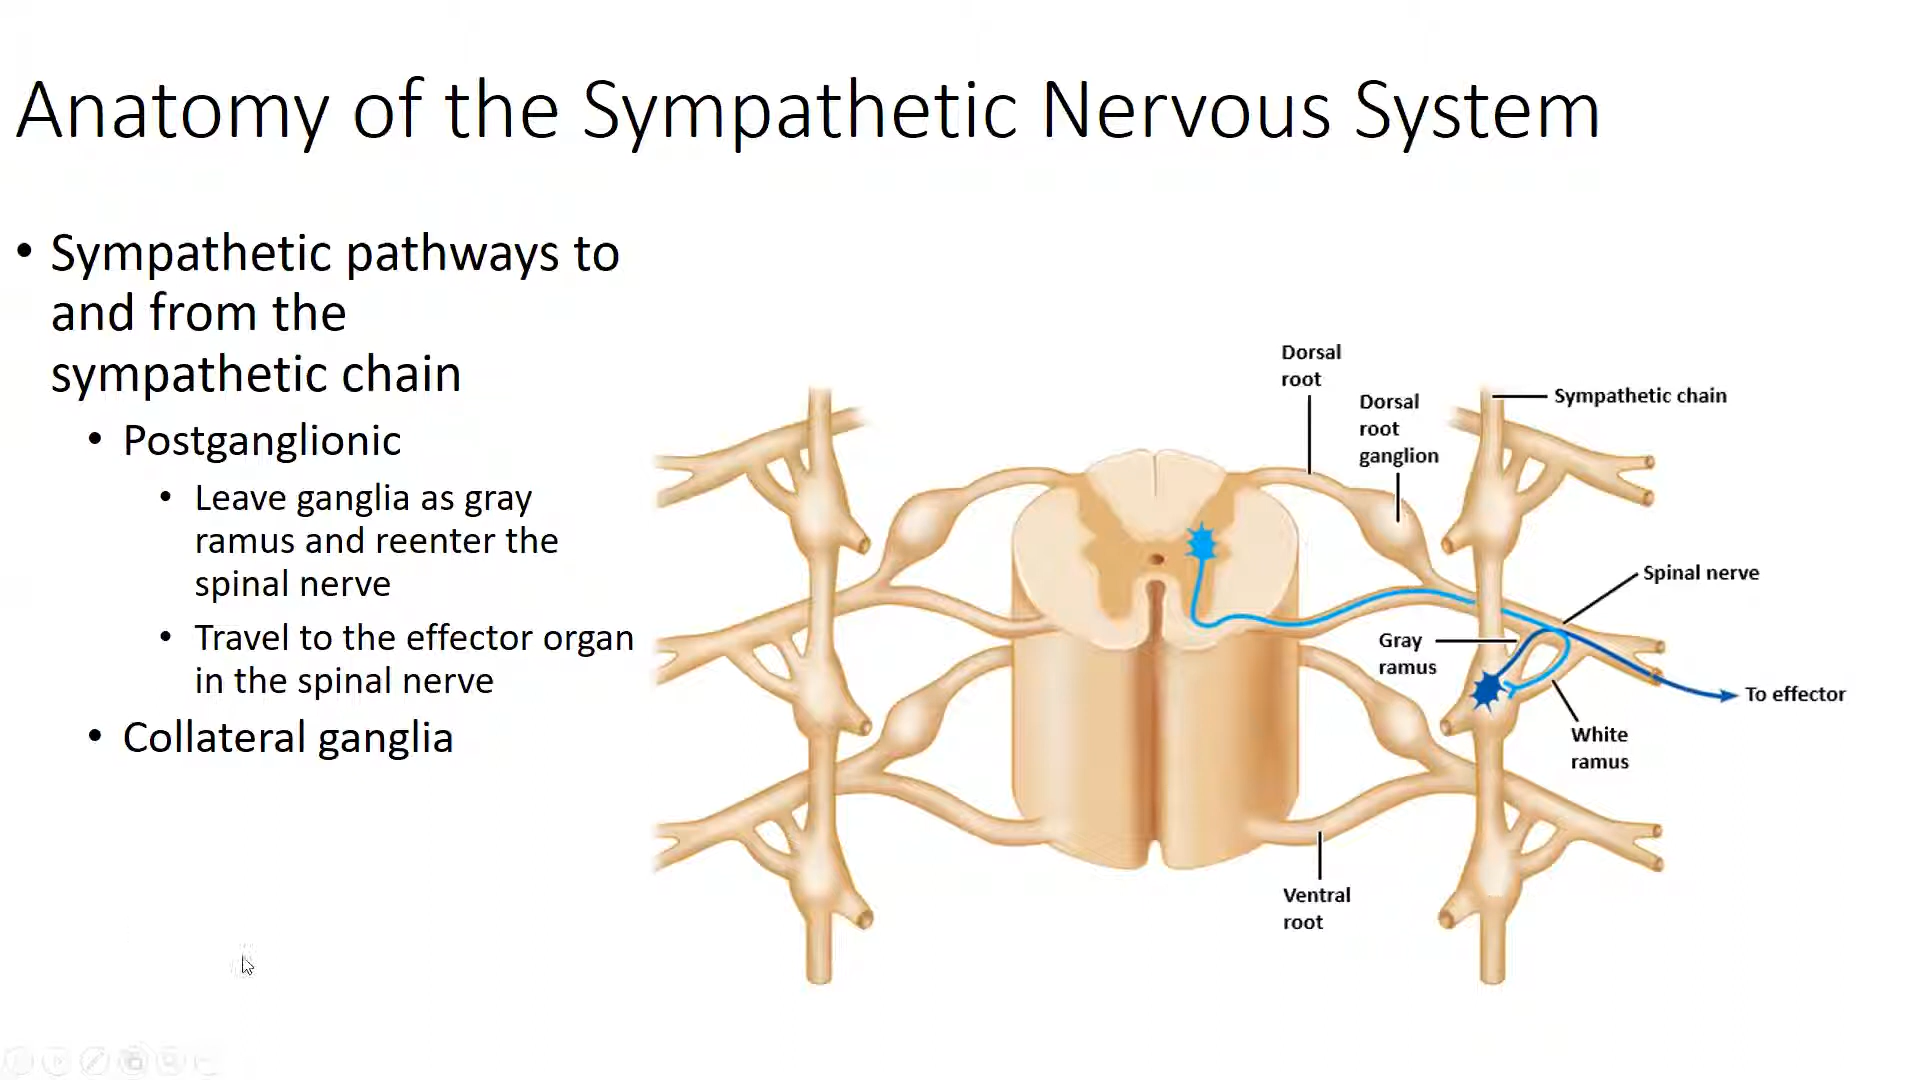 Anatomy of the Sympathetic Nervous System
• Sympathetic pathways to
and from the
sympathetic chain
• Postganglionic
• Leave ganglia as gray
ramus and reenter the
spinal nerve
• Travel to the effector organ
in the spinal nerve
• Collateral ganglia
Dorsal
root
Dorsal
root
ganglion
Sympathetic chain
Spinal nerve
Gray
ramus
To effector
White
ramus
Ventral
root